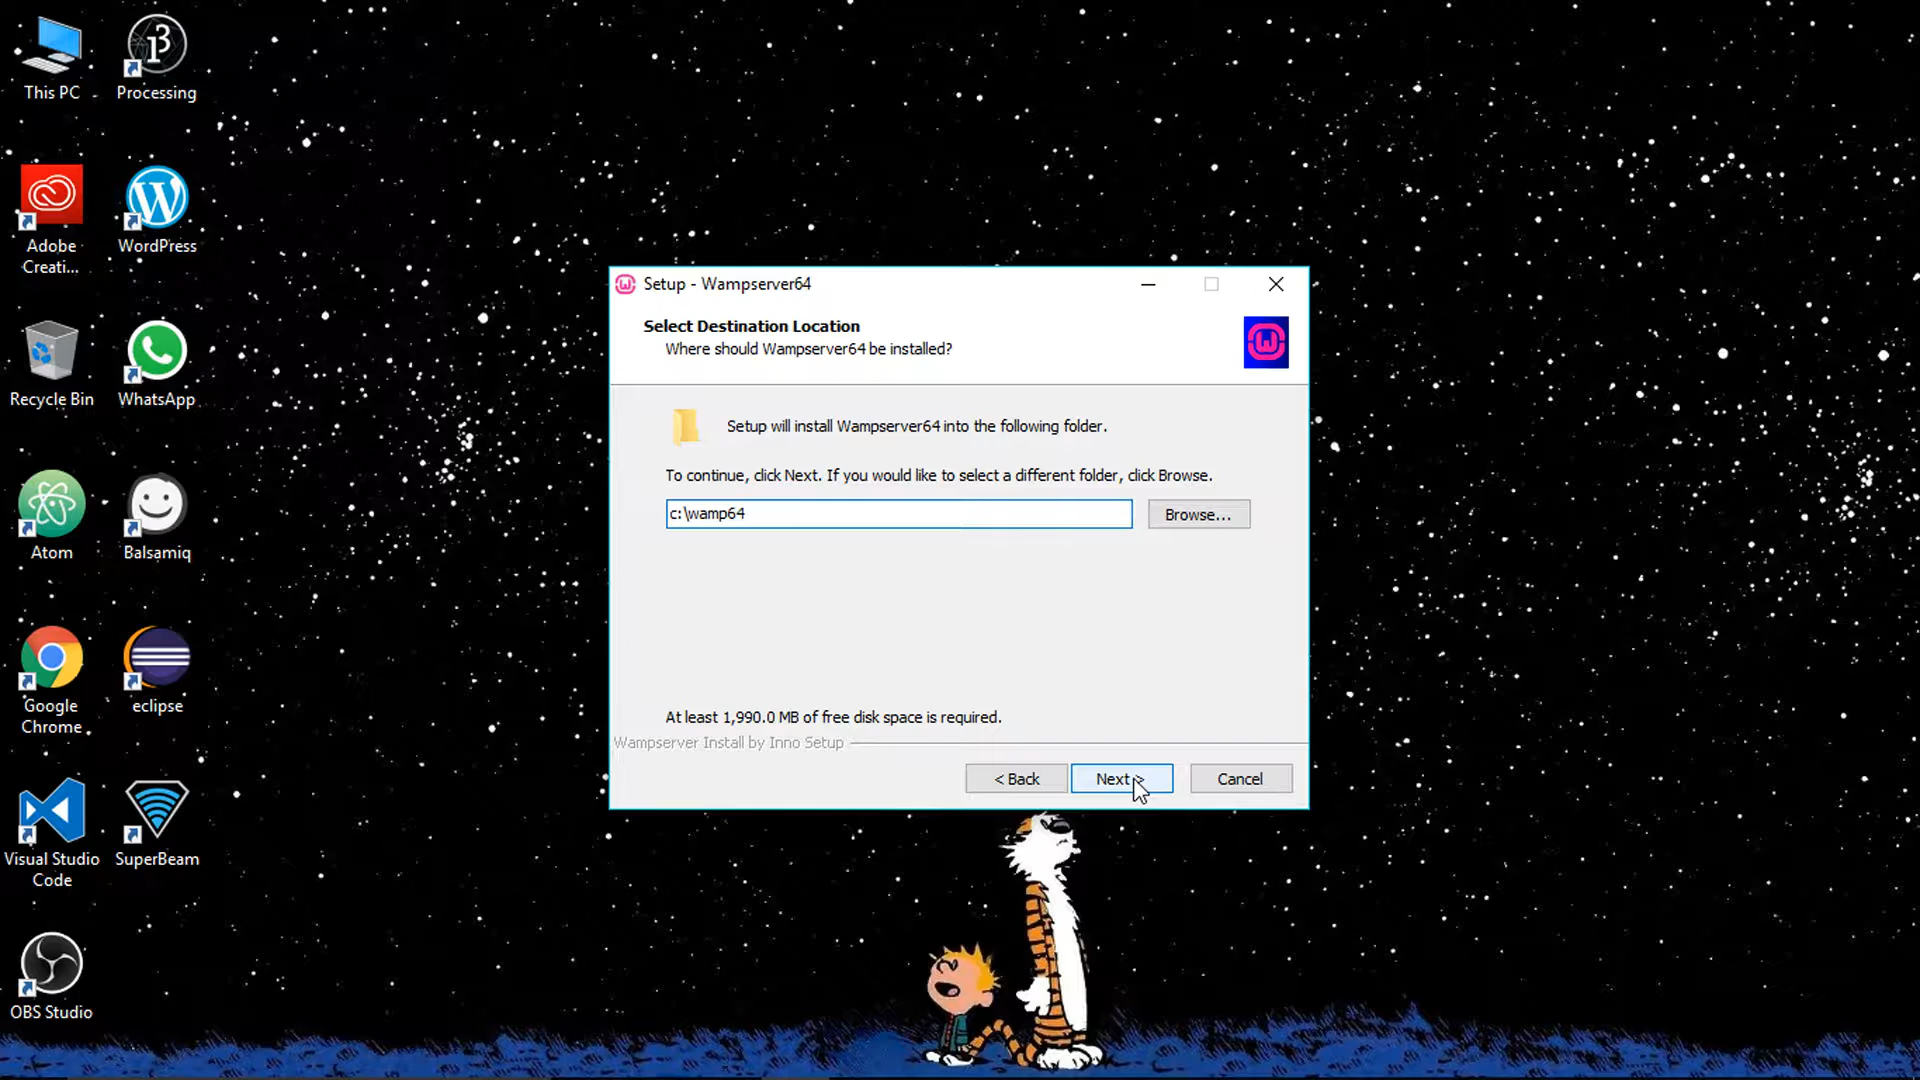 This PC
Processing
Adobe
Creati...
WordPress
Recycle Bin
WhatsApp
Atom
Balsamiq
Google
Chrome
eclipse
Visual Studio
Code
SuperBeam
OBS Studio
Setup - Wampserver64
Select Destination Location
Where should Wampserver64 be installed?
Setup will install Wampserver64 into the following folder.
To continue, click Next. If you would like to select a different folder, click Browse.
c:\wamp64
Browse...
At least 1,990.0 MB of free disk space is required.
Wampserver Install by Inno Setup
< Back
Next >
Cancel